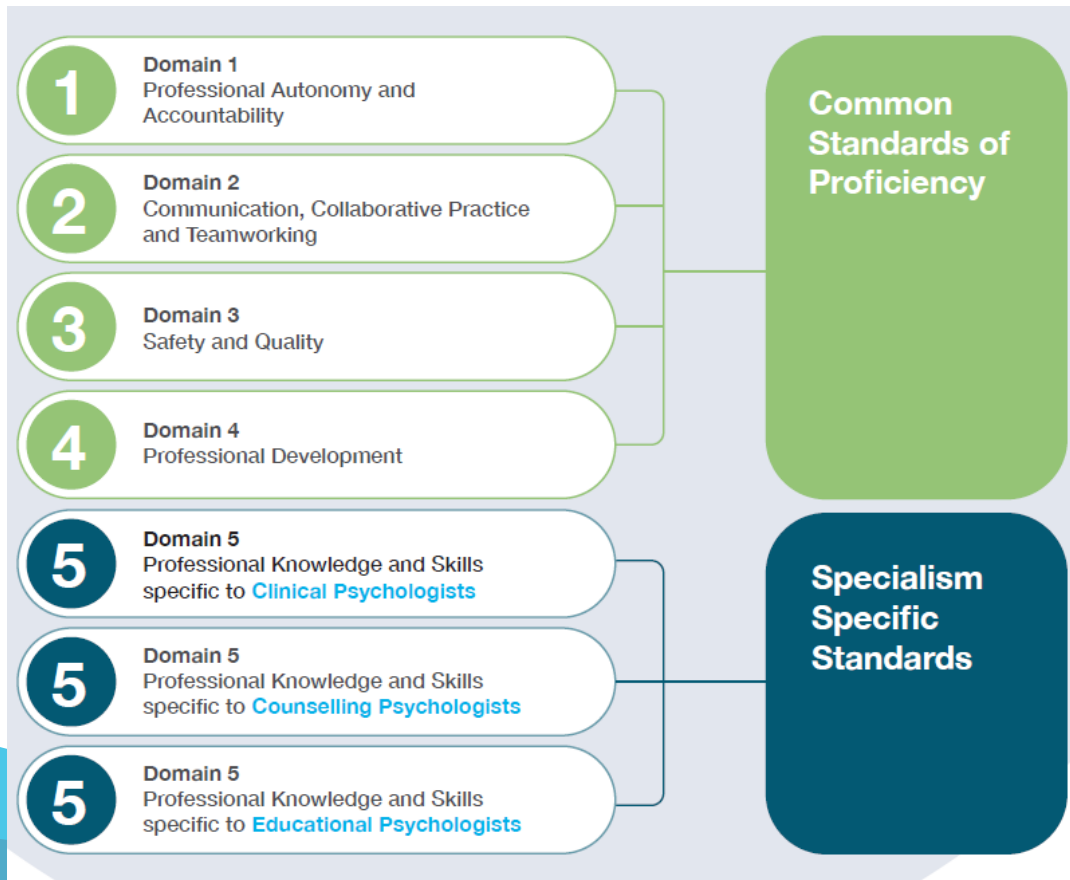 1
Domain 1
Professional Autonomy and
Accountability
2
Domain 2
Communication, Collaborative Practice
and Teamworking
3
Domain 3
Safety and Quality
4
Domain 4
Professional Development
Common
Standards of
Proficiency
5
Domain 5
Professional Knowledge and Skills
specific to Clinical Psychologists
5
Domain 5
Professional Knowledge and Skills
specific to Counselling Psychologists
5
Domain 5
Professional Knowledge and Skills
specific to Educational Psychologists
Specialism
Specific
Standards